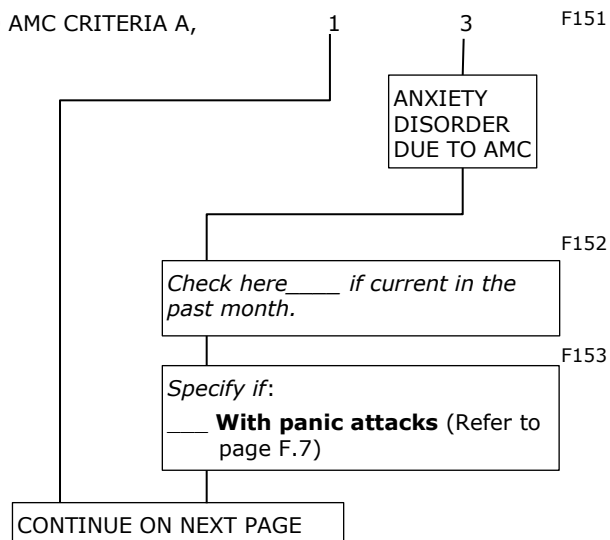 AMC CRITERIA A, 1 3 F151
ANXIETY
DISORDER
DUE TO AMC
F152
Check here____ if current in the
past month.
F153
Specify if:
___ With panic attacks (Refer to
page F.7)
CONTINUE ON NEXT PAGE